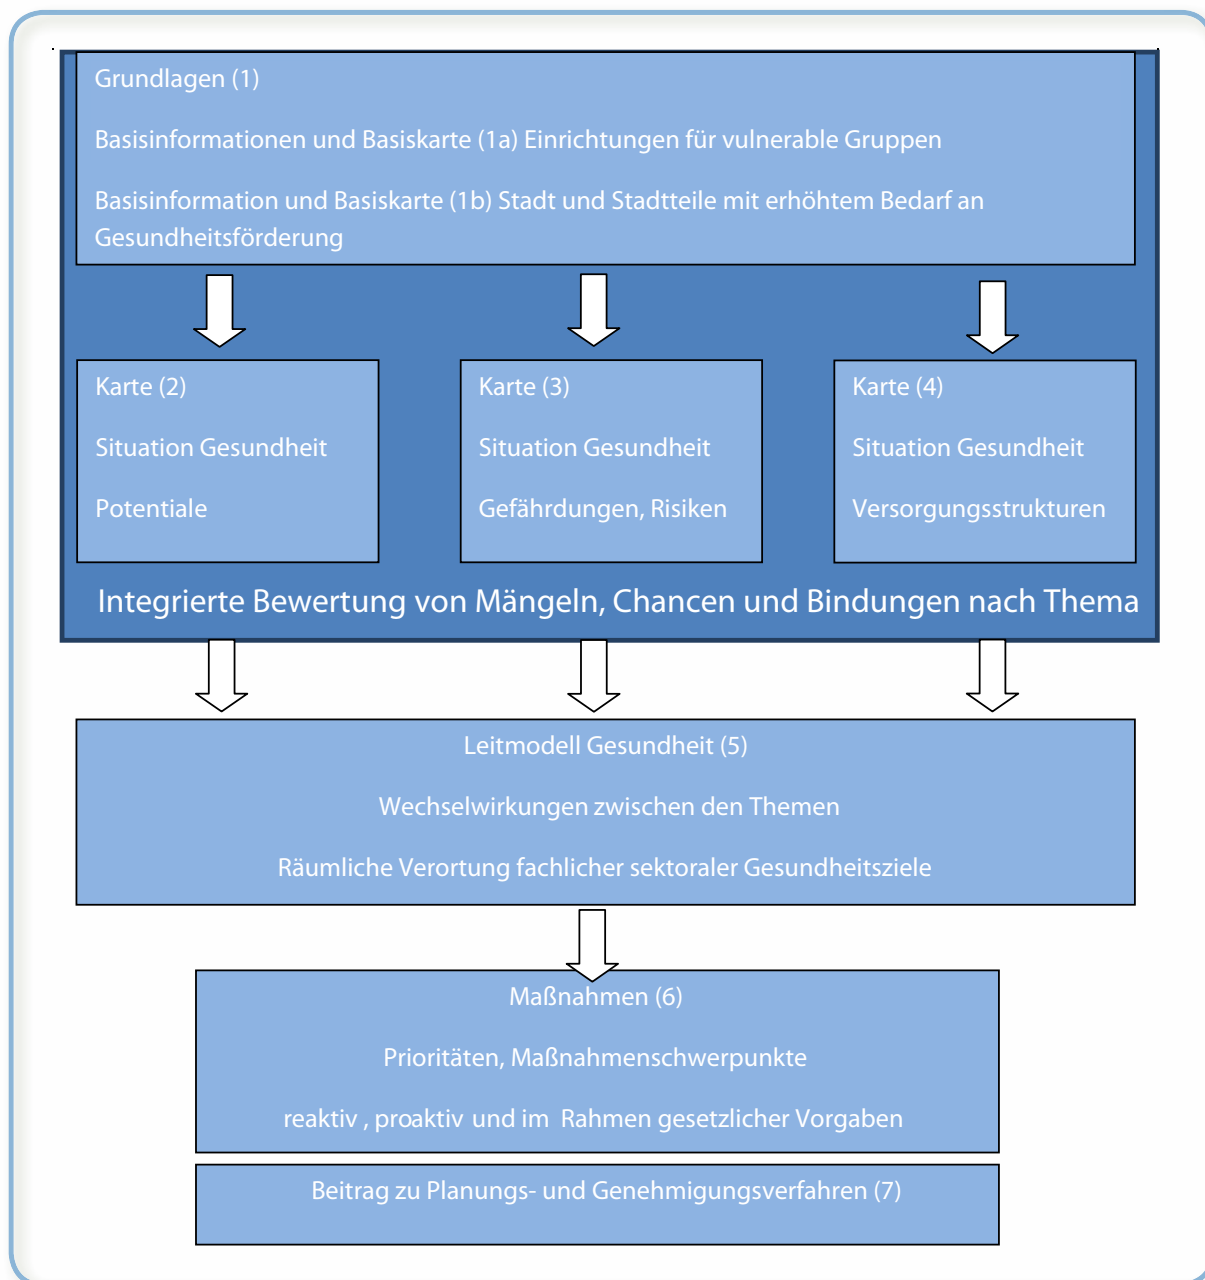 Grundlagen (1)
Basisinformationen und Basiskarte (1a) Einrichtungen für vulnerable Gruppen
Basisinformation und Basiskarte (1b) Stadt und Stadtteile mit erhöhtem Bedarf an
Gesundheitsförderung
Karte (2)
Situation Gesundheit
Potentiale
Karte (3)
Situation Gesundheit
Gefährdungen, Risiken
Karte (4)
Situation Gesundheit
Versorgungsstrukturen
Integrierte Bewertung von Mängeln, Chancen und Bindungen nach Thema
Leitmodell Gesundheit (5)
Wechselwirkungen zwischen den Themen
Räumliche Verortung fachlicher sektoraler Gesundheitsziele
Maßnahmen (6)
Prioritäten, Maßnahmenschwerpunkte
reaktiv , proaktiv und im Rahmen gesetzlicher Vorgaben
Beitrag zu Planungs- und Genehmigungsverfahren (7)